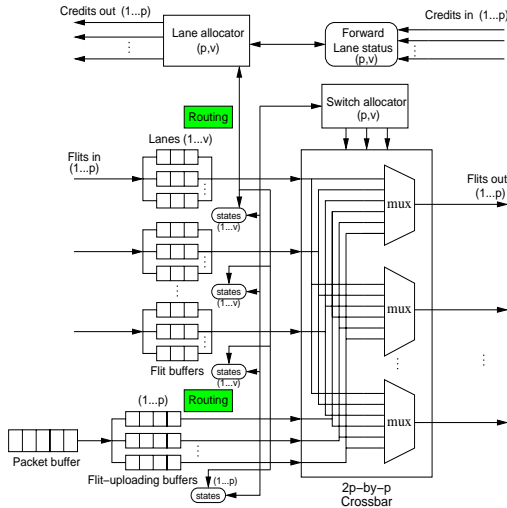 Credits out (1...p)
Credits in (1...p)
Lane allocator
(p,v)
Forward
Lane status
(p,v)
Routing
Switch allocator
(p,v)
Lanes (1...v)
Flits in
(1...p)
Flits out
(1...p)
mux
states
(1...v)
states
(1...v)
mux
Flit buffers
states
(1...v)
Routing
(1...p)
mux
Packet buffer
Flit-uploading buffers
(1...p)
states
2p-by-p
Crossbar